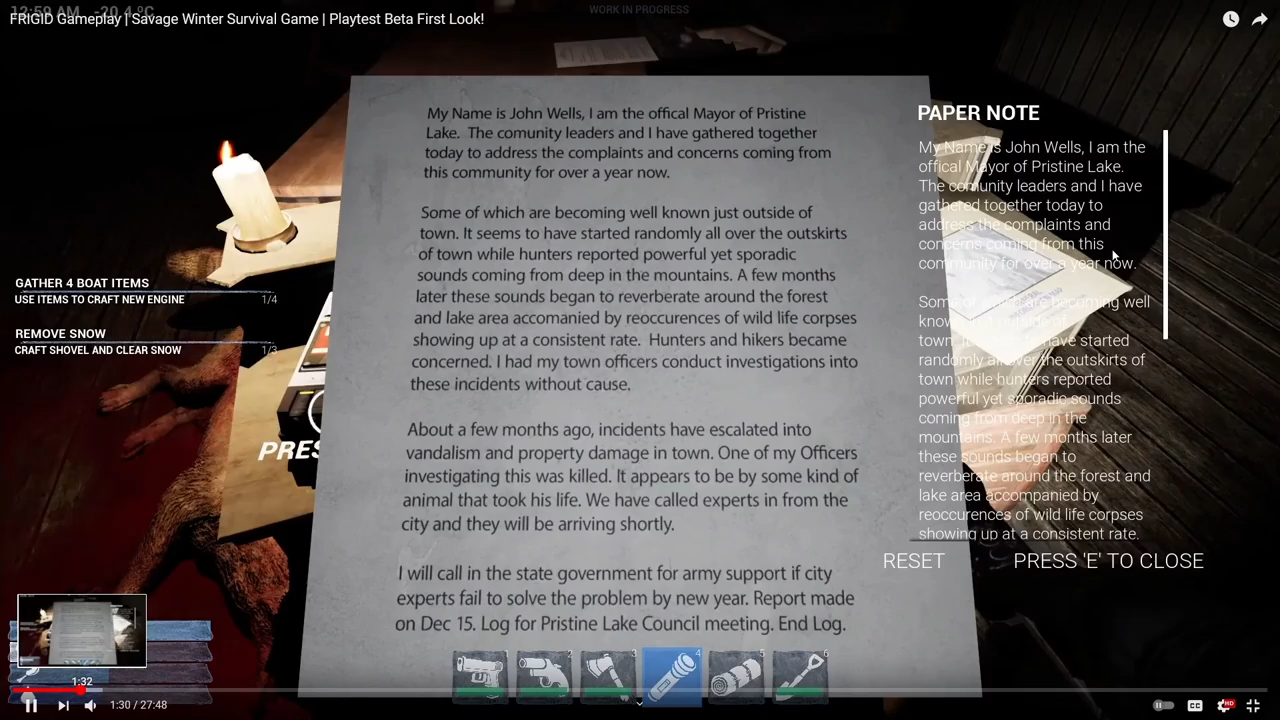 12:59 AM -20.4 °C
WORK IN PROGRESS
FRIGID Gameplay | Savage Winter Survival Game | Playtest Beta First Look!
My Name is John Wells, I am the offical Mayor of Pristine
Lake. The comunity leaders and I have gathered together
today to address the complaints and concerns coming from
this community for over a year now.
Some of which are becoming well known just outside of
town. It seems to have started randomly all over the outskirts
of town while hunters reported powerful yet sporadic
sounds coming from deep in the mountains. A few months
later these sounds began to reverberate around the forest
and lake area accomanied by reoccurences of wild life corpses
showing up at a consistent rate. Hunters and hikers became
concerned. I had my town officers conduct investigations into
these incidents without cause.
About a few months ago, incidents have escalated into
vandalism and property damage in town. One of my Officers
investigating this was killed. It appears to be by some kind of
animal that took his life. We have called experts in from the
city and they will be arriving shortly.
I will call in the state government for army support if city
experts fail to solve the problem by new year. Report made
on Dec 15. Log for Pristine Lake Council meeting. End Log.
PAPER NOTE
My Name is John Wells, I am the
offical Mayor of Pristine Lake.
The comunity leaders and I have
gathered together today to
address the complaints and
concerns coming from this
community for over a year now.
Some of which are becoming well
known just outside of
town. It seems to have started
randomly all over the outskirts of
town while hunters reported
powerful yet sporadic sounds
coming from deep in the
mountains. A few months later
these sounds began to
reverberate around the forest and
lake area accompanied by
reoccurences of wild life corpses
showing up at a consistent rate.
RESET
PRESS 'E' TO CLOSE
GATHER 4 BOAT ITEMS
USE ITEMS TO CRAFT NEW ENGINE 1/4
REMOVE SNOW
CRAFT SHOVEL AND CLEAR SNOW 1/3
PRES
1 2 3 4 5 6
1:32
1:30 / 27:48
CC
HD